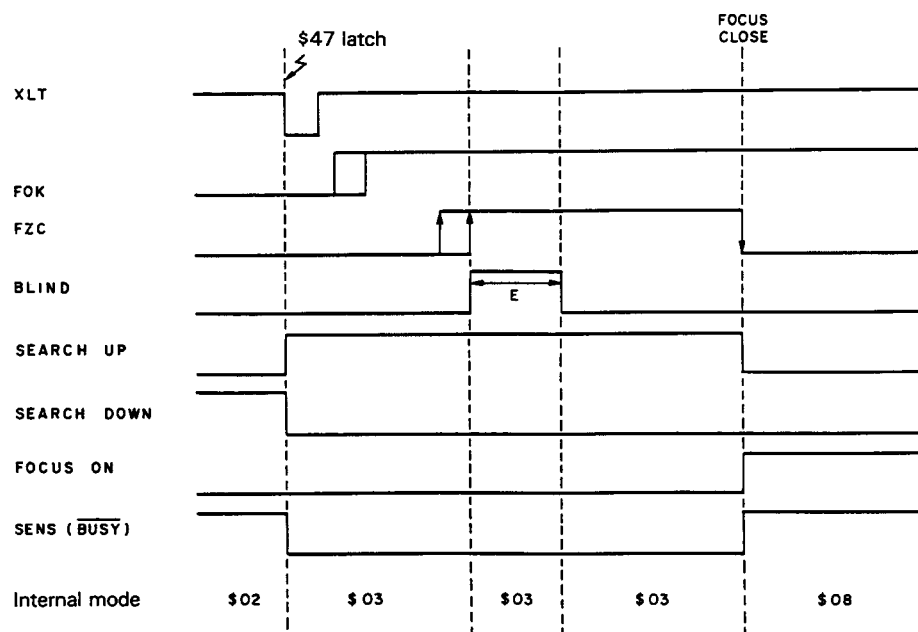 FOCUS
CLOSE
$47 latch
XLT
FOK
FZC
BLIND
E
SEARCH UP
SEARCH DOWN
FOCUS ON
SENS (B̅U̅S̅Y̅)
Internal mode $02 $03 $03 $03 $08